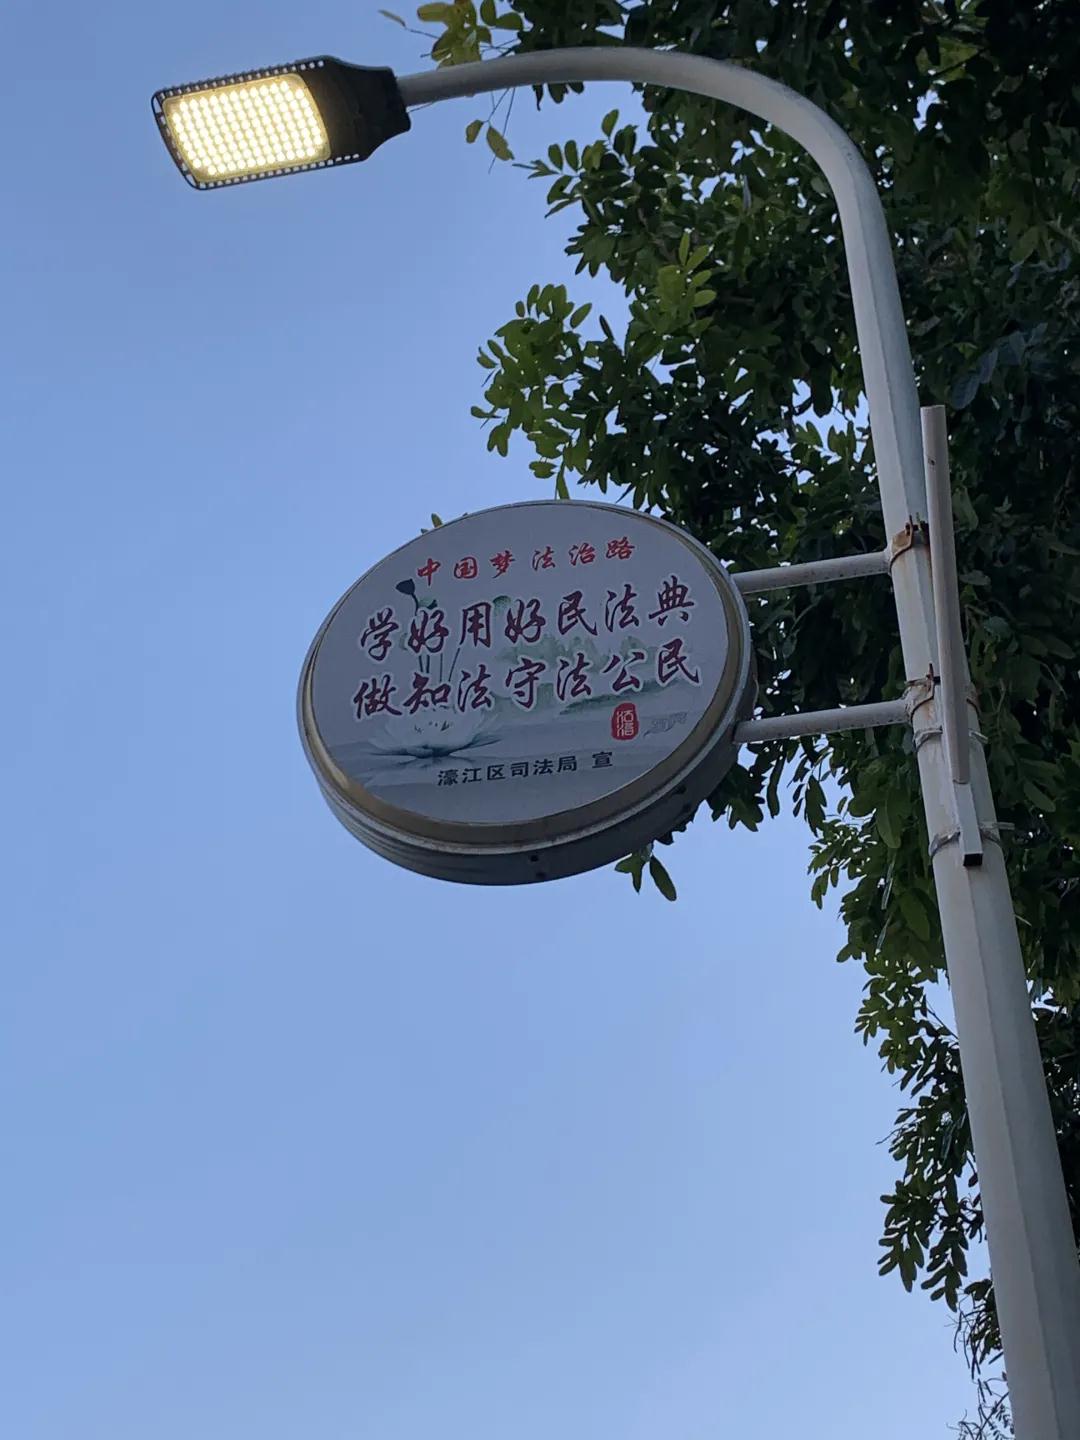 中国梦法治路
学好用好民法典
做知法守法公民
濠江区司法局 宣